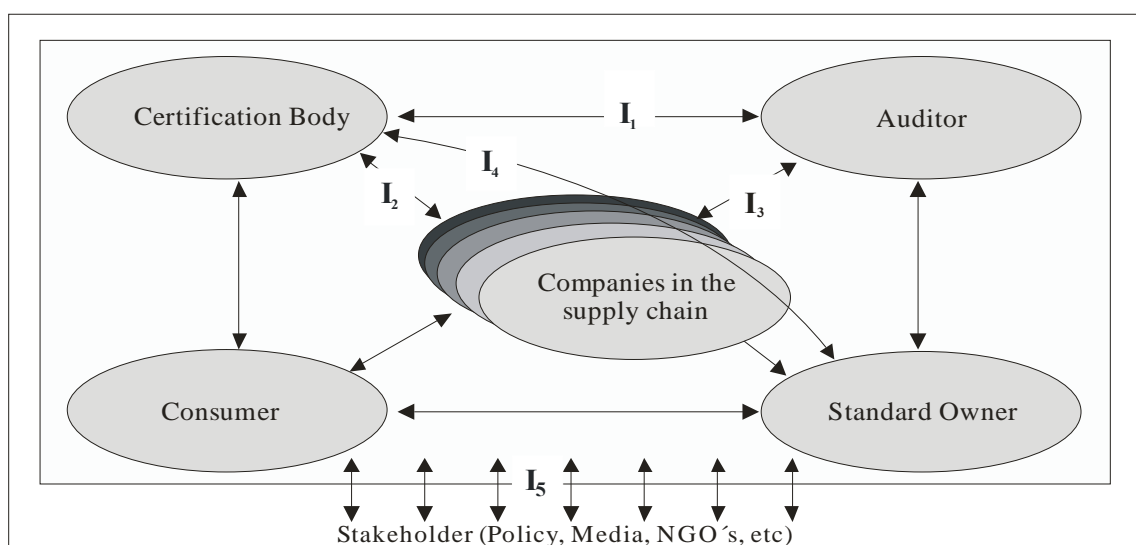 Certification Body
I1
Auditor
I4
I2
I3
Companies in the
supply chain
Consumer
Standard Owner
I5
Stakeholder (Policy, Media, NGO´s, etc)